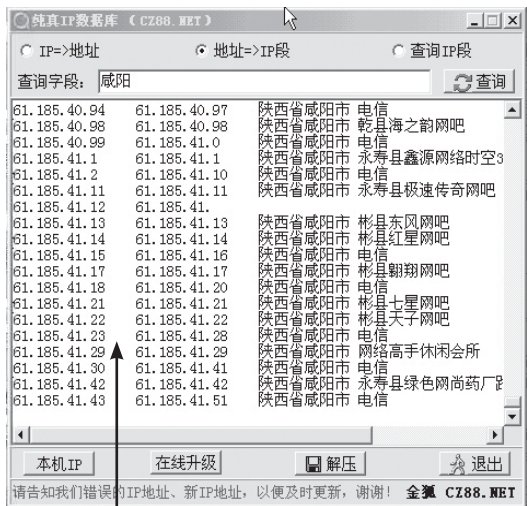 纯真IP数据库 ( CZ88. NET )
IP=>地址 地址=>IP段 查询IP段
查询字段: 咸阳 查询
61.185.40.94 61.185.40.97 陕西省咸阳市 电信
61.185.40.98 61.185.40.98 陕西省咸阳市 乾县海之韵网吧
61.185.40.99 61.185.41.0 陕西省咸阳市 电信
61.185.41.1 61.185.41.1 陕西省咸阳市 永寿县鑫源网络时空3
61.185.41.2 61.185.41.10 陕西省咸阳市 电信
61.185.41.11 61.185.41.11 陕西省咸阳市 永寿县极速传奇网吧
61.185.41.12 61.185.41.
61.185.41.13 61.185.41.13 陕西省咸阳市 彬县东风网吧
61.185.41.14 61.185.41.14 陕西省咸阳市 彬县红星网吧
61.185.41.15 61.185.41.16 陕西省咸阳市 电信
61.185.41.17 61.185.41.17 陕西省咸阳市 彬县翱翔网吧
61.185.41.18 61.185.41.20 陕西省咸阳市 电信
61.185.41.21 61.185.41.21 陕西省咸阳市 彬县七星网吧
61.185.41.22 61.185.41.22 陕西省咸阳市 彬县天子网吧
61.185.41.23 61.185.41.28 陕西省咸阳市 电信
61.185.41.29 61.185.41.29 陕西省咸阳市 网络高手休闲会所
61.185.41.30 61.185.41.41 陕西省咸阳市 电信
61.185.41.42 61.185.41.42 陕西省咸阳市 永寿县绿色网尚药厂
61.185.41.43 61.185.41.51 陕西省咸阳市 电信
本机IP 在线升级 解压 退出
请告知我们错误的IP地址、新IP地址, 以便及时更新, 谢谢! 金狐 CZ88.NET